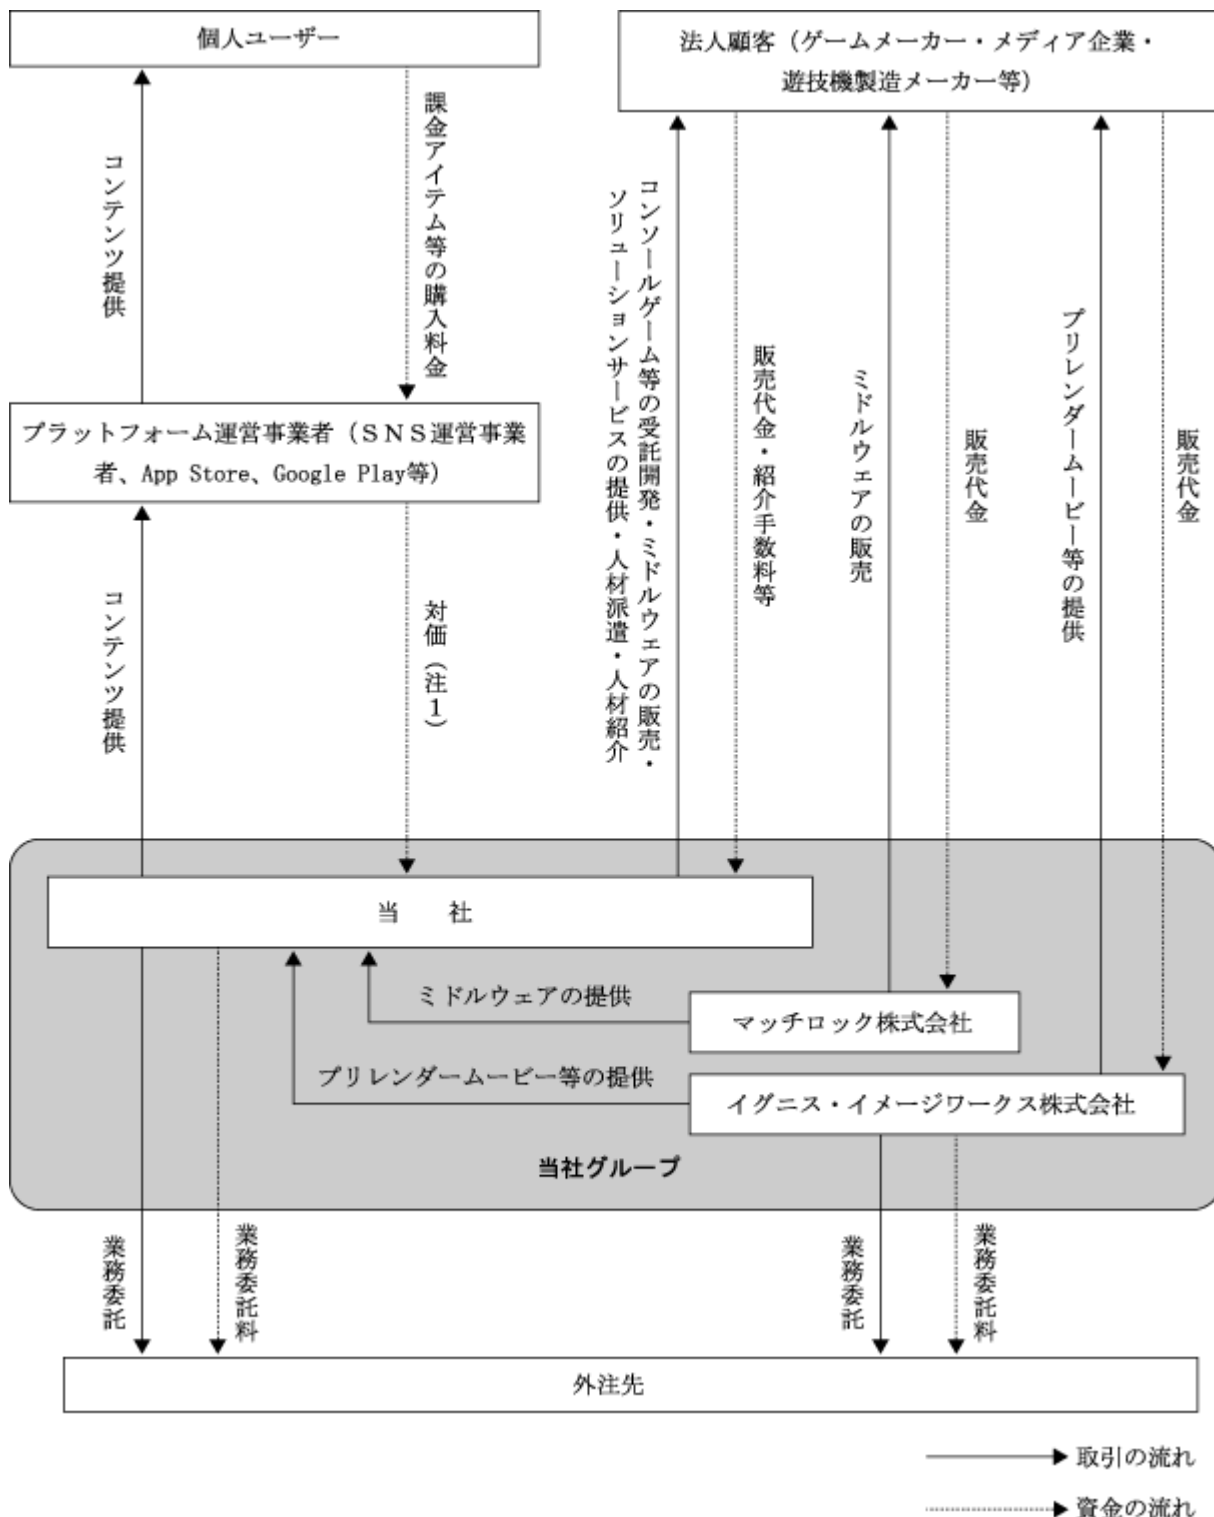 個人ユーザー
法人顧客（ゲームメーカー・メディア企業・
遊技機製造メーカー等）
コンテンツ提供
課金アイテム等の購入料金
プラットフォーム運営事業者（ＳＮＳ運営事業
者、App Store、Google Play等）
コンテンツ提供
対価（注１）
コンソールゲーム等の受託開発・ミドルウェアの販売・
ソリューションサービスの提供・人材派遣・人材紹介
販売代金・紹介手数料等
ミドルウェアの販売
販売代金
プリレンダームービー等の提供
販売代金
当　社
ミドルウェアの提供
マッチロック株式会社
プリレンダームービー等の提供
イグニス・イメージワークス株式会社
当社グループ
業務委託
業務委託料
業務委託
業務委託料
外注先
取引の流れ
資金の流れ